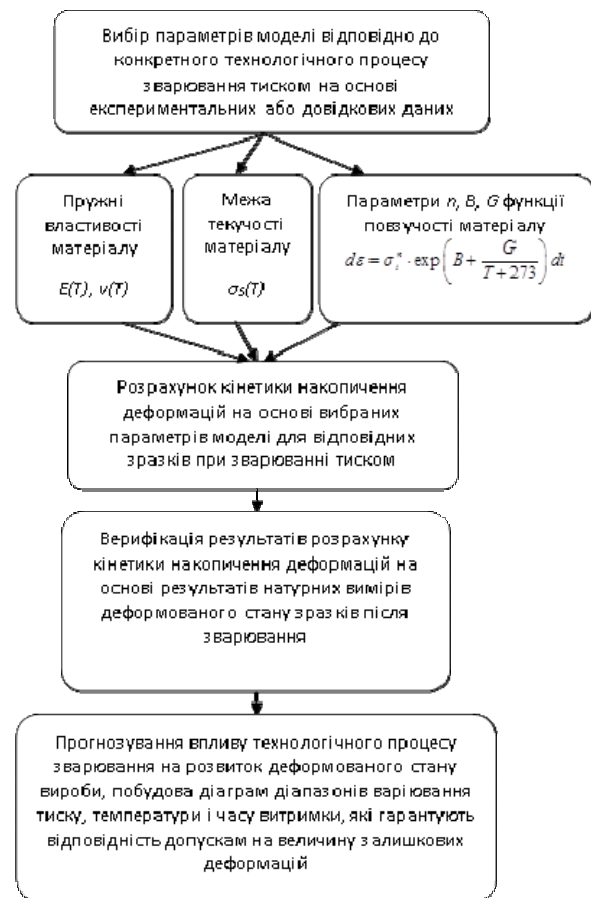 Вибір параметрів моделі відповідно до
конкретного технологічного процесу
зварювання тиском на основі
експериментальних або довідкових даних
Пружні
властивості
матеріалу
E(T), ν(T)
Межа
текучості
матеріалу
σS(T)
Параметри n, B, G функції
повзучості матеріалу
dε = σᵢⁿ · exp(B + G/(T+273)) dt
Розрахунок кінетики накопичення
деформацій на основі вибраних
параметрів моделі для відповідних
зразків при зварюванні тиском
Верифікація результатів розрахунку
кінетики накопичення деформацій на
основі результатів натурних вимірів
деформованого стану зразків після
зварювання
Прогнозування впливу технологічного процесу
зварювання на розвиток деформованого стану
вироби, побудова діаграм діапазонів варіювання
тиску, температури і часу витримки, які гарантують
відповідність допускам на величину залишкових
деформацій